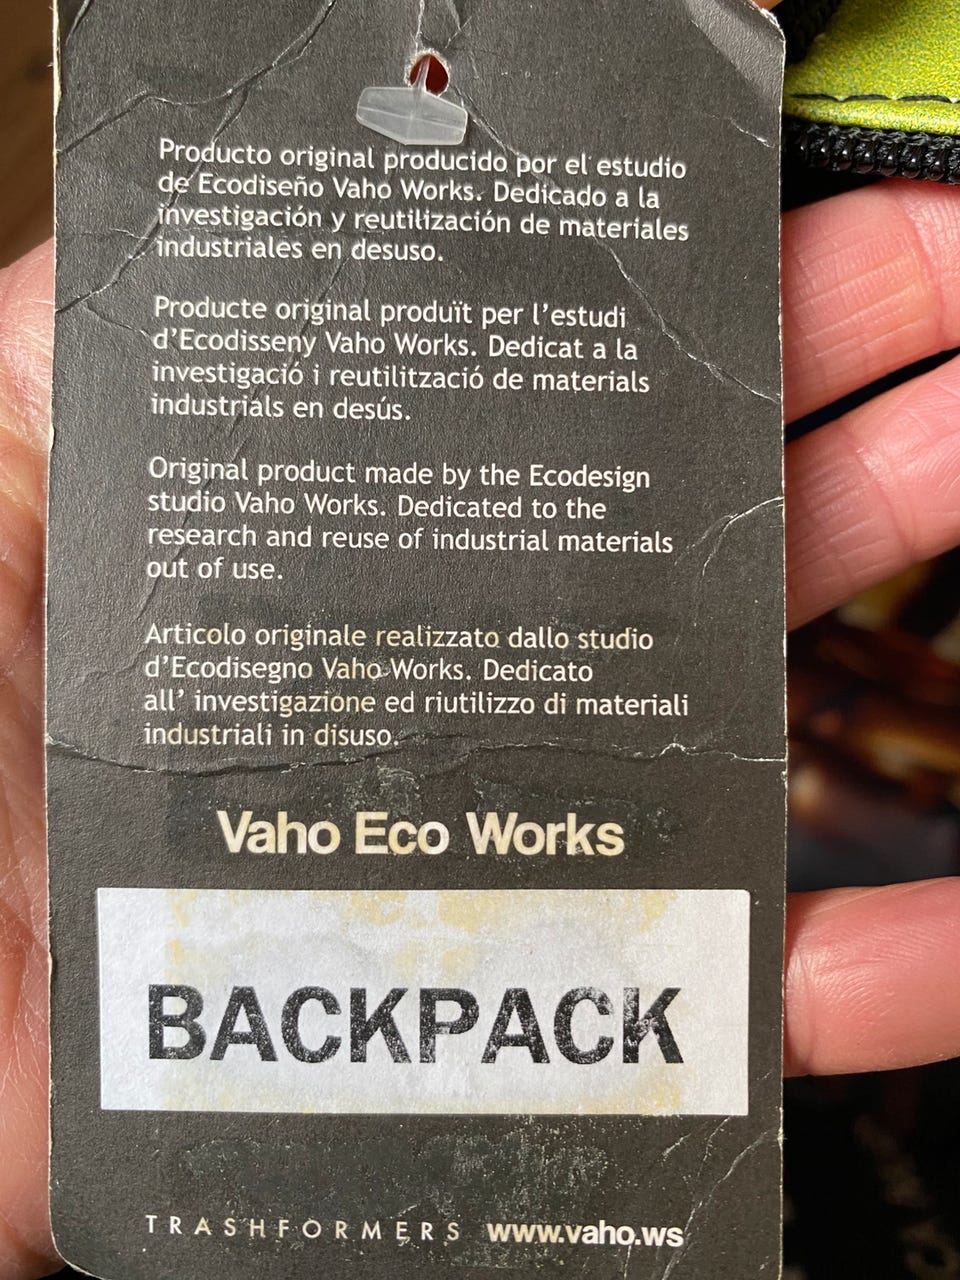 Producto original producido por el estudio
de Ecodiseño Vaho Works. Dedicado a la
investigación y reutilización de materiales
industriales en desuso.
Producte original produït per l’estudi
d’Ecodisseny Vaho Works. Dedicat a la
investigació i reutilització de materials
industrials en desús.
Original product made by the Ecodesign
studio Vaho Works. Dedicated to the
research and reuse of industrial materials
out of use.
Articolo originale realizzato dallo studio
d’Ecodisegno Vaho Works. Dedicato
all’ investigazione ed riutilizzo di materiali
industriali in disuso.
Vaho Eco Works
BACKPACK
TRASHFORMERS www.vaho.ws